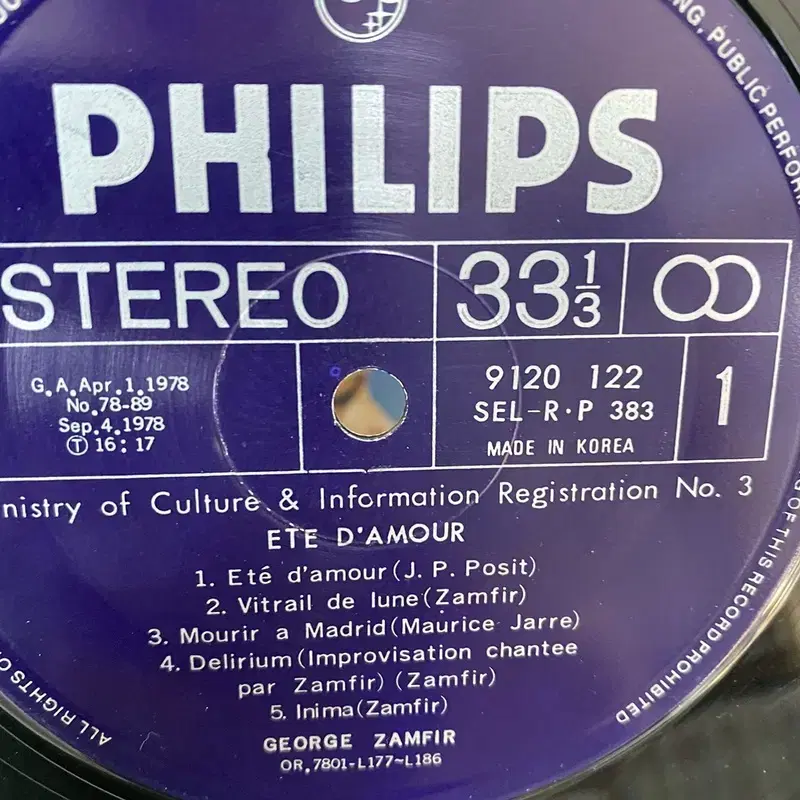 PHILIPS
STEREO
33 1/3
G.A.Apr.1.1978
No.78-89
Sep.4.1978
Ⓣ 16:17
9120 122
SEL-R·P 383
MADE IN KOREA
1
nistry of Culture & Information Registration No. 3
ETE D'AMOUR
1. Eté d'amour(J. P. Posit)
2. Vitrail de lune(Zamfir)
3. Mourir a Madrid(Maurice Jarre)
4. Delirium(Improvisation chantee
par Zamfir) (Zamfir)
5. Inima(Zamfir)
GEORGE ZAMFIR
OR.7801-L177~L186
NG, PUBLIC PERFORM
G OF THIS RECORD PROHIBITED
ALL RIGHTS O